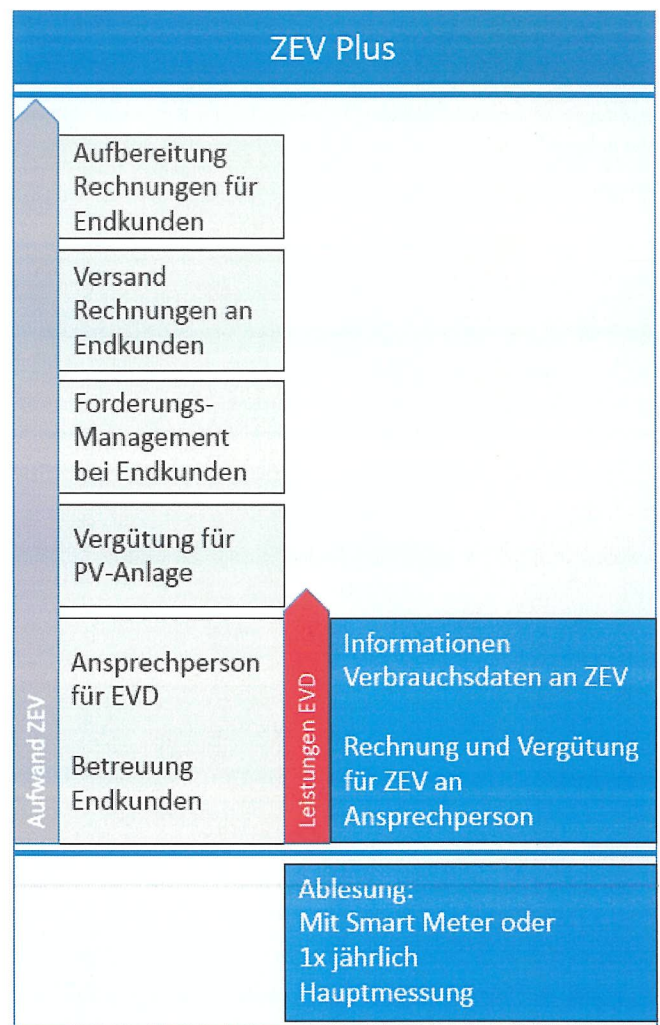 ZEV Plus
Aufbereitung
Rechnungen für
Endkunden
Versand
Rechnungen an
Endkunden
Forderungs-
Management
bei Endkunden
Vergütung für
PV-Anlage
Ansprechperson
für EVD
Betreuung
Endkunden
Aufwand ZEV
Leistungen EVD
Informationen
Verbrauchsdaten an ZEV
Rechnung und Vergütung
für ZEV an
Ansprechperson
Ablesung:
Mit Smart Meter oder
1x jährlich
Hauptmessung